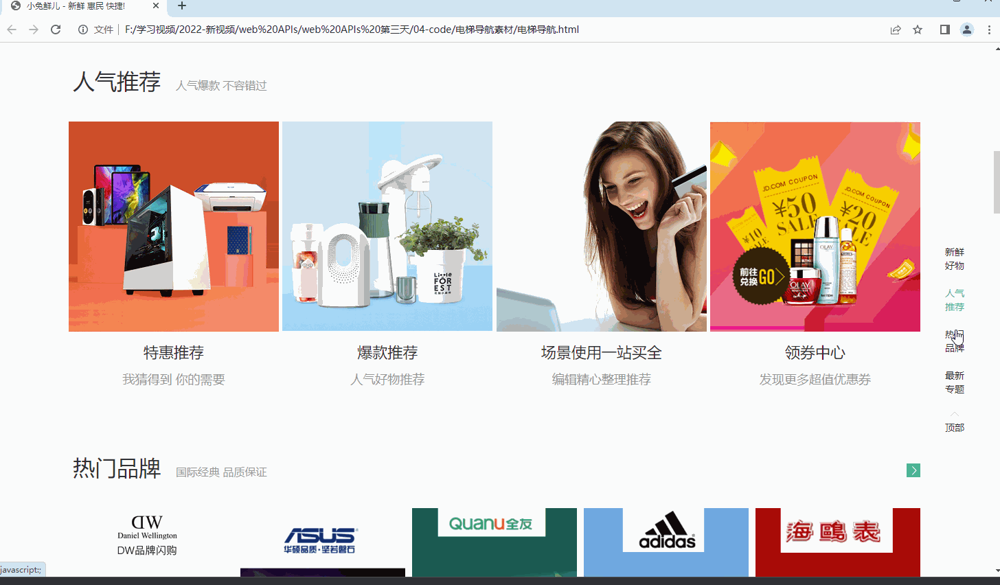 小兔鲜儿 - 新鲜 惠民 快捷!
文件
F:/学习视频/2022-新视频/web%20APIs/web%20APIs%20第三天/04-code/电梯导航素材/电梯导航.html
人气推荐
人气爆款 不容错过
JD.COM COUPON
¥50
SALE
JD.COM COUPON
¥20
SALE
¥10
SALE
前往
兑换GO
OLAY
OLAY
Little
FOR
EST
特惠推荐
我猜得到 你的需要
爆款推荐
人气好物推荐
场景使用一站买全
编辑精心整理推荐
领券中心
发现更多超值优惠券
新鲜
好物
人气
推荐
热门
品牌
最新
专题
顶部
热门品牌
国际经典 品质保证
DW
Daniel Wellington
DW品牌闪购
ASUS
华硕品质·坚若磐石
QuanU全友
adidas
海鷗表
javascript:;